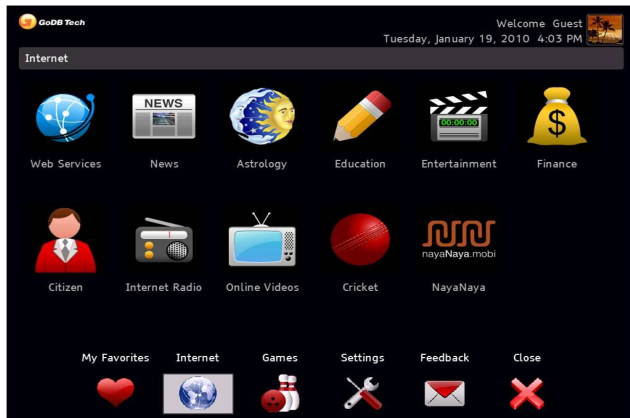 GoDB Tech
Welcome Guest
Tuesday, January 19, 2010 4:03 PM
Internet
NEWS
00:00:00
$
Web Services News Astrology Education Entertainment Finance
nayaNaya.mobi
Citizen Internet Radio Online Videos Cricket NayaNaya
My Favorites Internet Games Settings Feedback Close